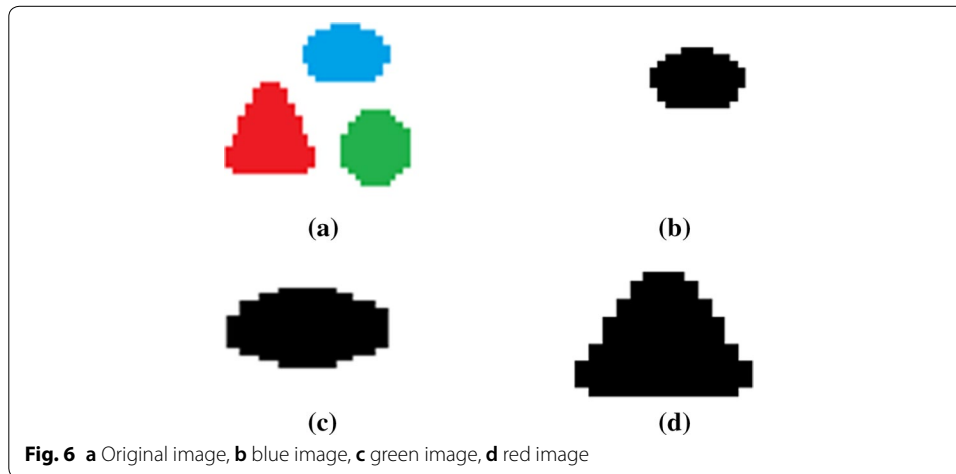 (a)
(b)
(c)
(d)
Fig. 6 a Original image, b blue image, c green image, d red image